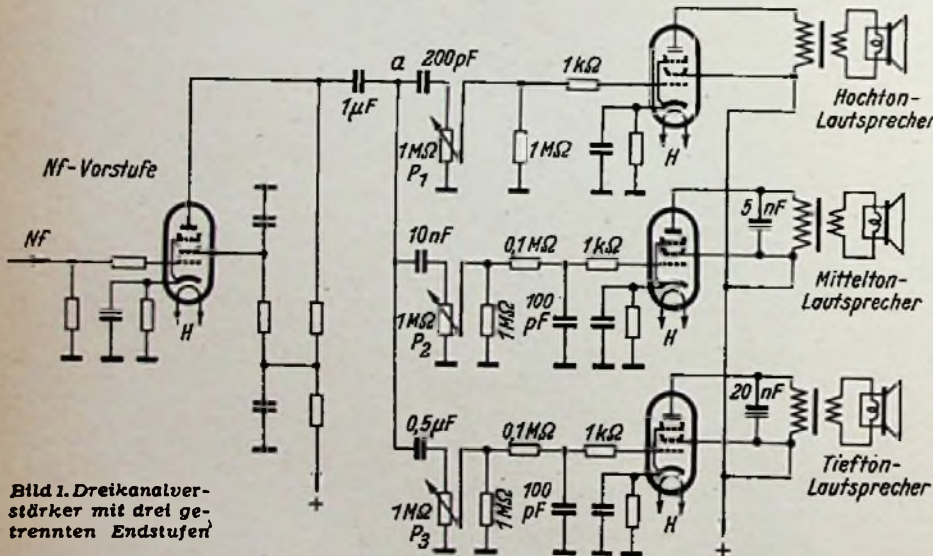 Nf-Vorstufe
Nf
H
+
1µF
a
200pF
1MΩ
P1
1MΩ
1kΩ
H
Hochton-
Lautsprecher
10nF
1MΩ
P2
1MΩ
0,1MΩ
100
pF
1kΩ
H
5 nF
Mittelton-
Lautsprecher
0,5µF
1MΩ
P3
1MΩ
0,1MΩ
100
pF
1kΩ
H
20 nF
Tiefton-
Lautsprecher
+
Bild 1. Dreikanalver-
stärker mit drei ge-
trennten Endstufen